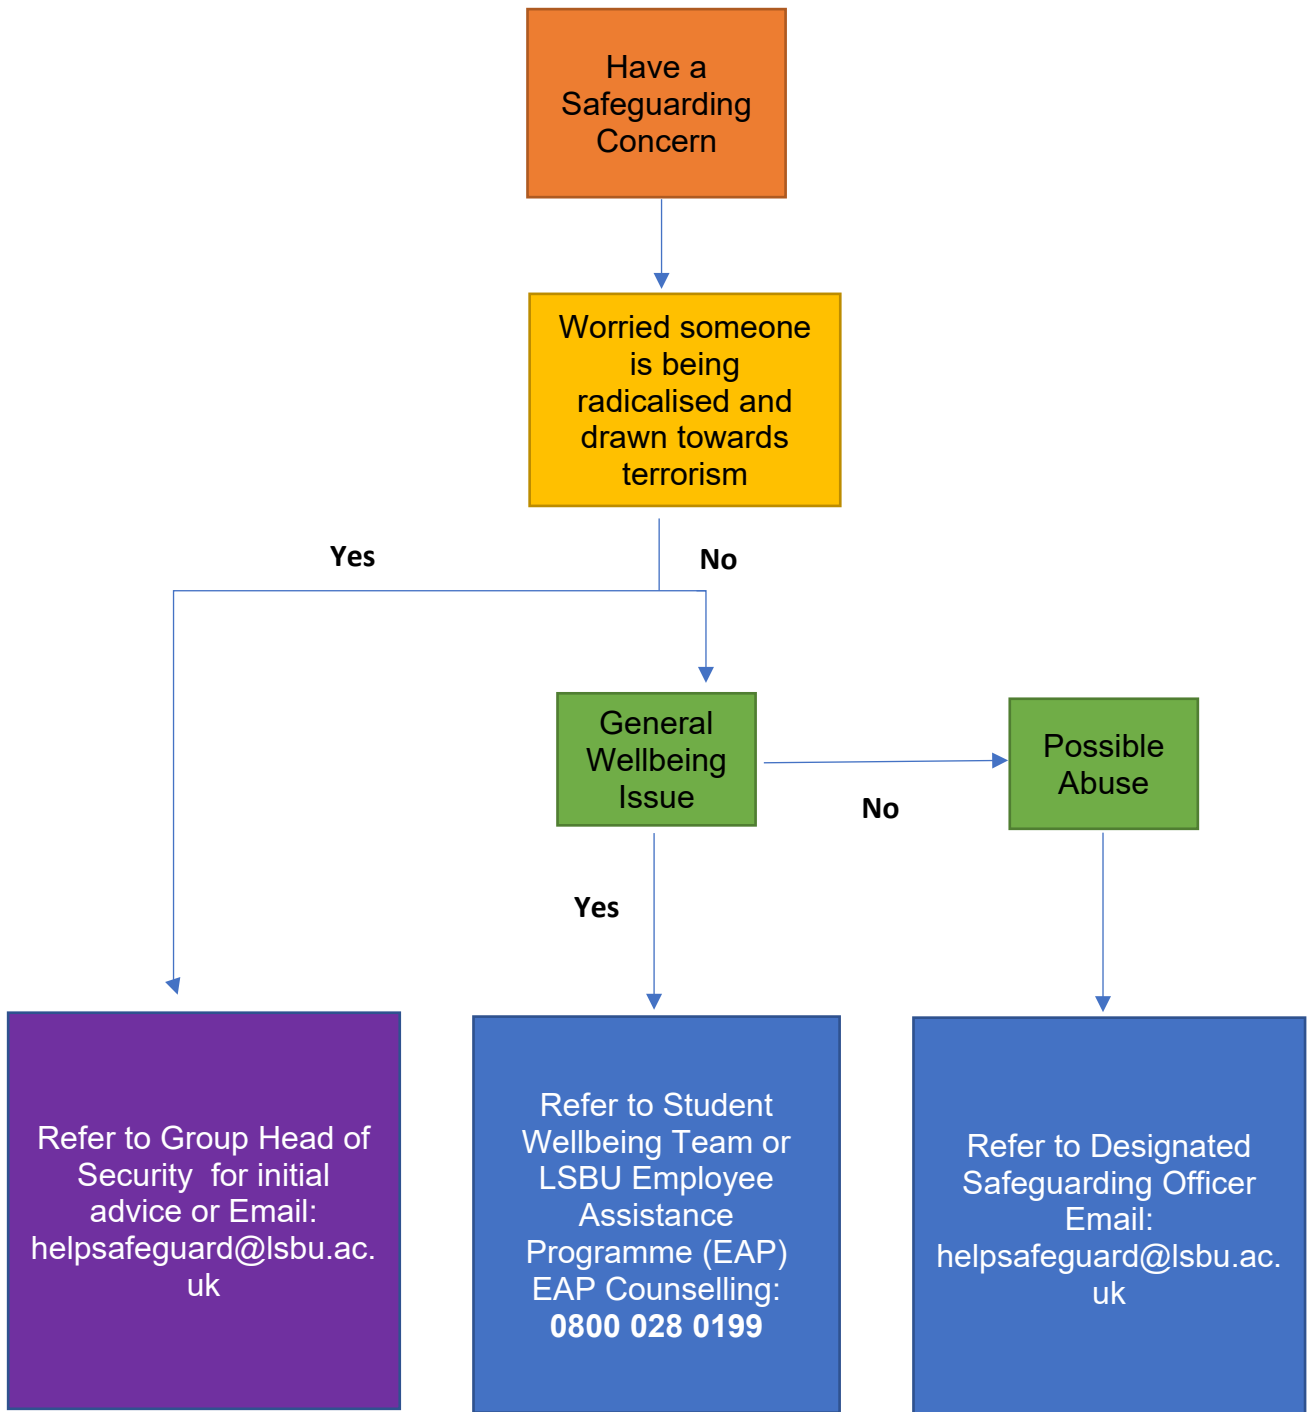 Have a
Safeguarding
Concern
Worried someone
is being
radicalised and
drawn towards
terrorism
Yes
No
General
Wellbeing
Issue
Possible
Abuse
No
Yes
Refer to Group Head of
Security  for initial
advice or Email:
helpsafeguard@lsbu.ac.
uk
Refer to Student
Wellbeing Team or
LSBU Employee
Assistance
Programme (EAP)
EAP Counselling:
0800 028 0199
Refer to Designated
Safeguarding Officer
Email:
helpsafeguard@lsbu.ac.
uk